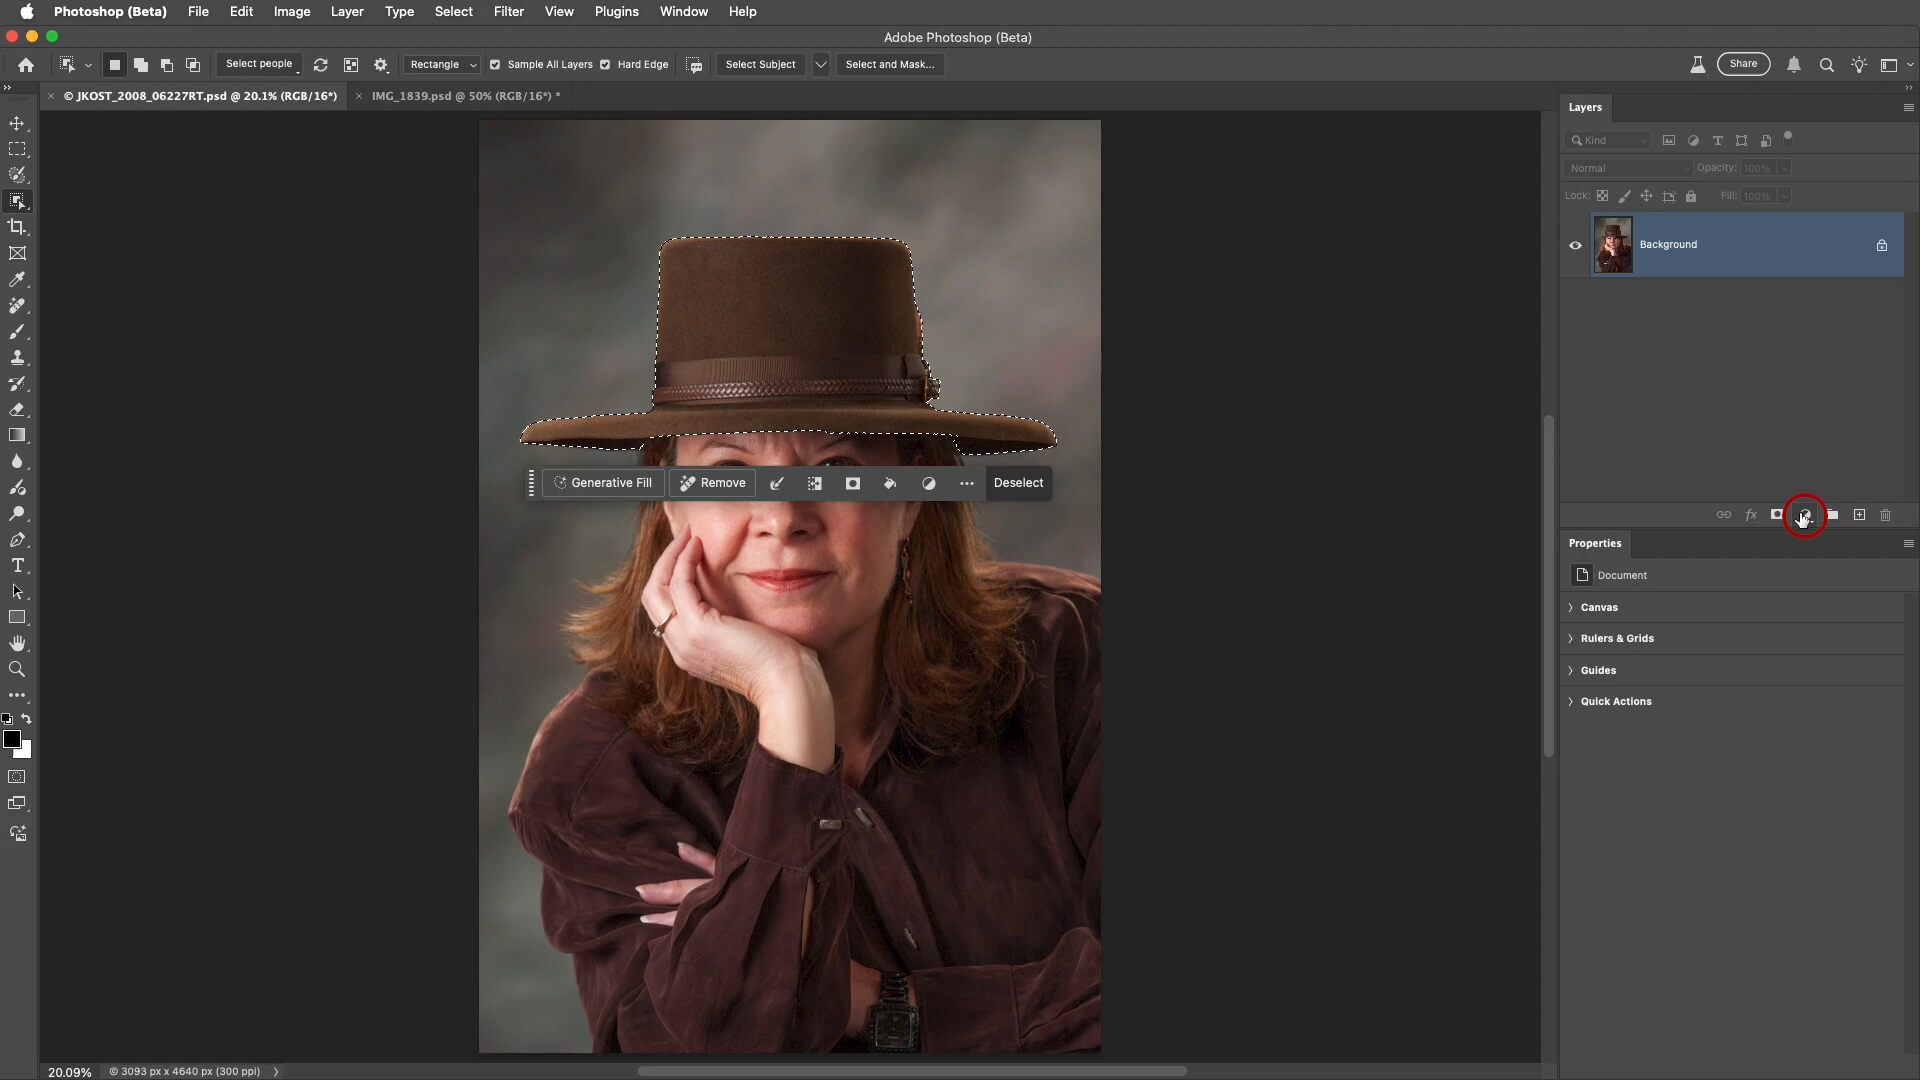 Photoshop (Beta) File Edit Image Layer Type Select Filter View Plugins Window Help
Adobe Photoshop (Beta)
Select people Rectangle Sample All Layers Hard Edge Select Subject Select and Mask... Share
© JKOST_2008_06227RT.psd @ 20.1% (RGB/16*) IMG_1839.psd @ 50% (RGB/16*) *
Layers
Kind
Normal Opacity: 100%
Lock: Fill: 100%
Background
Generative Fill Remove Deselect
fx
Properties
Document
Canvas
Rulers & Grids
Guides
Quick Actions
20.09% © 3093 px x 4640 px (300 ppi)